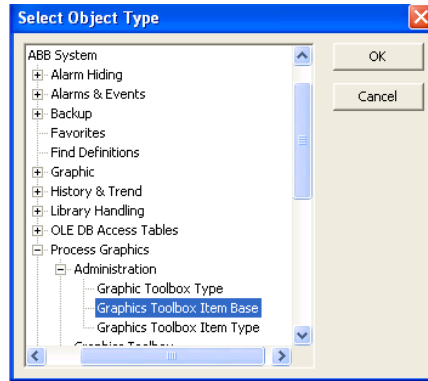 Select Object Type
ABB System
Alarm Hiding
Alarms & Events
Backup
Favorites
Find Definitions
Graphic
History & Trend
Library Handling
OLE DB Access Tables
Process Graphics
Administration
Graphic Toolbox Type
Graphics Toolbox Item Base
Graphics Toolbox Item Type
Graphics Toolbox
OK
Cancel